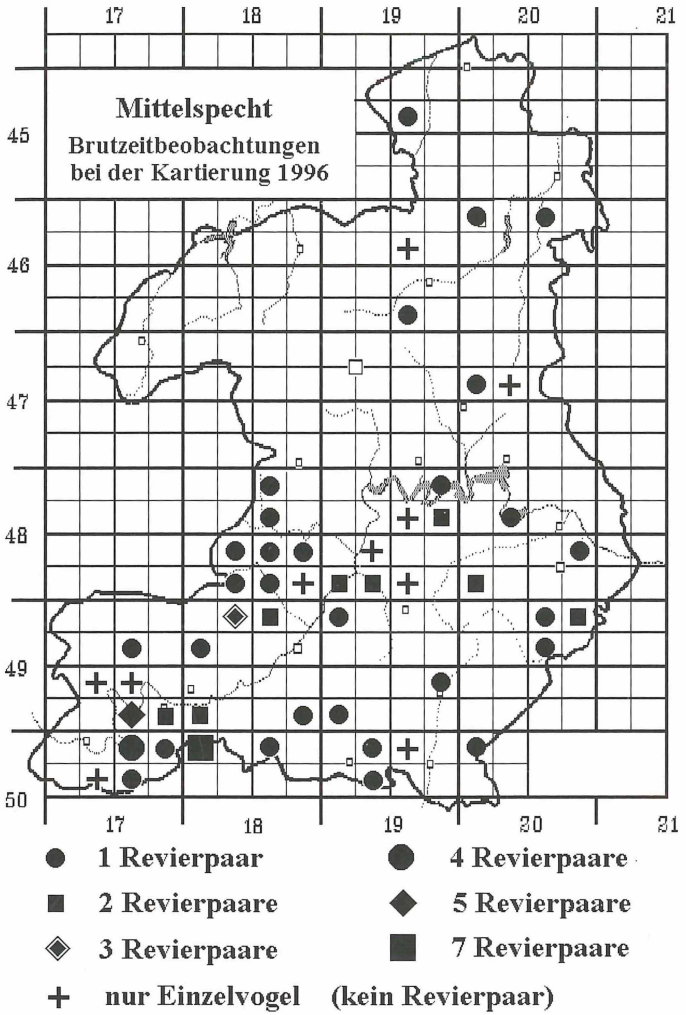 17 18 19 20 21
Mittelspecht
Brutzeitbeobachtungen
bei der Kartierung 1996
45
46
47
48
49
50
17 18 19 20 21
1 Revierpaar
4 Revierpaare
2 Revierpaare
5 Revierpaare
3 Revierpaare
7 Revierpaare
nur Einzelvogel (kein Revierpaar)